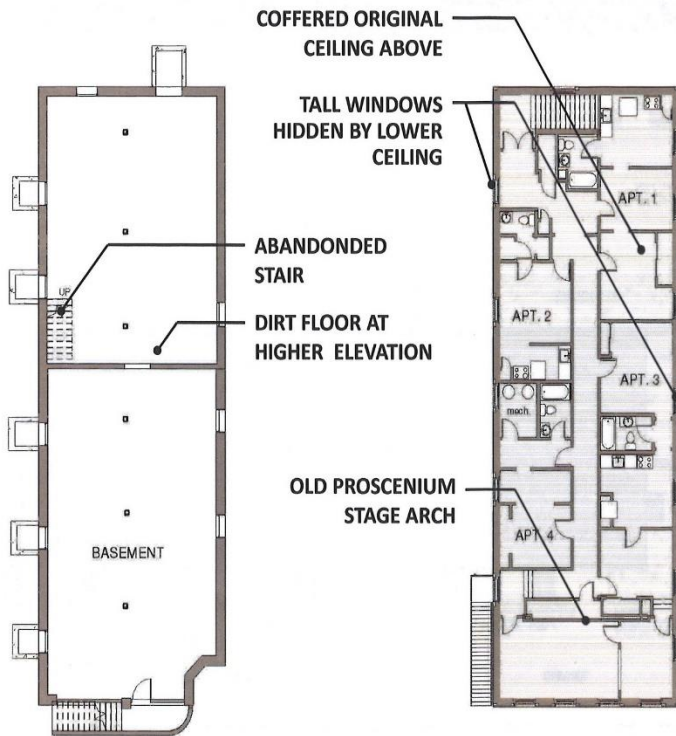 COFFERED ORIGINAL
CEILING ABOVE
TALL WINDOWS
HIDDEN BY LOWER
CEILING
APT. 1
ABANDONDED
STAIR
UP
DIRT FLOOR AT
HIGHER ELEVATION
APT. 2
APT. 3
mech.
OLD PROSCENIUM
STAGE ARCH
APT. 4
BASEMENT